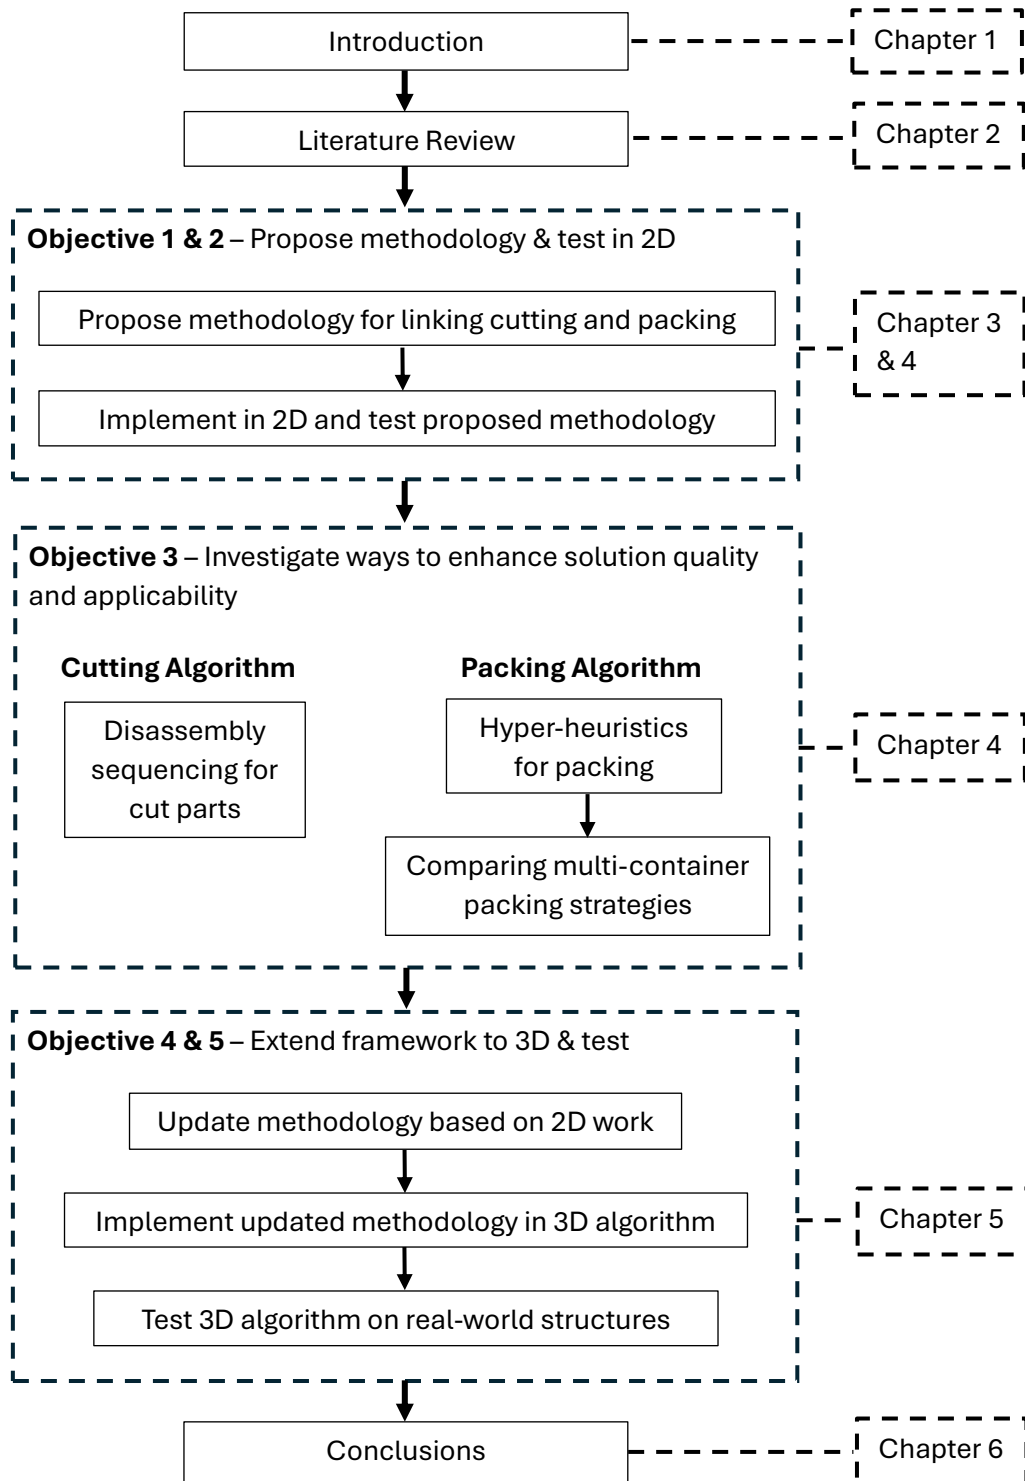 Introduction
Chapter 1
Literature Review
Chapter 2
Objective 1 & 2 – Propose methodology & test in 2D
Propose methodology for linking cutting and packing
Implement in 2D and test proposed methodology
Chapter 3
& 4
Objective 3 – Investigate ways to enhance solution quality
and applicability
Cutting Algorithm
Disassembly
sequencing for
cut parts
Packing Algorithm
Hyper-heuristics
for packing
Comparing multi-container
packing strategies
Chapter 4
Objective 4 & 5 – Extend framework to 3D & test
Update methodology based on 2D work
Implement updated methodology in 3D algorithm
Test 3D algorithm on real-world structures
Chapter 5
Conclusions
Chapter 6